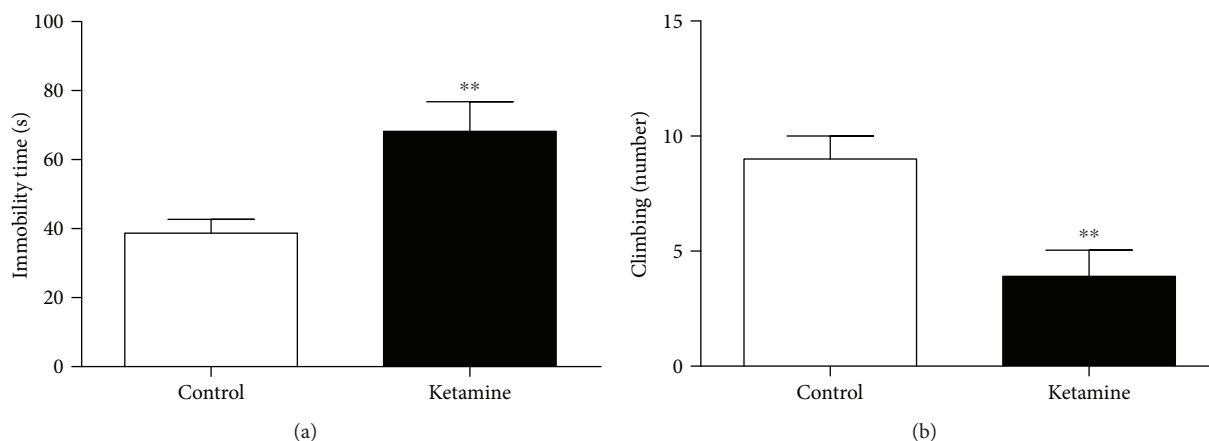 Immobility time (s)
100
80
60
40
20
0
**
Control
Ketamine
(a)
Climbing (number)
15
10
5
0
**
Control
Ketamine
(b)